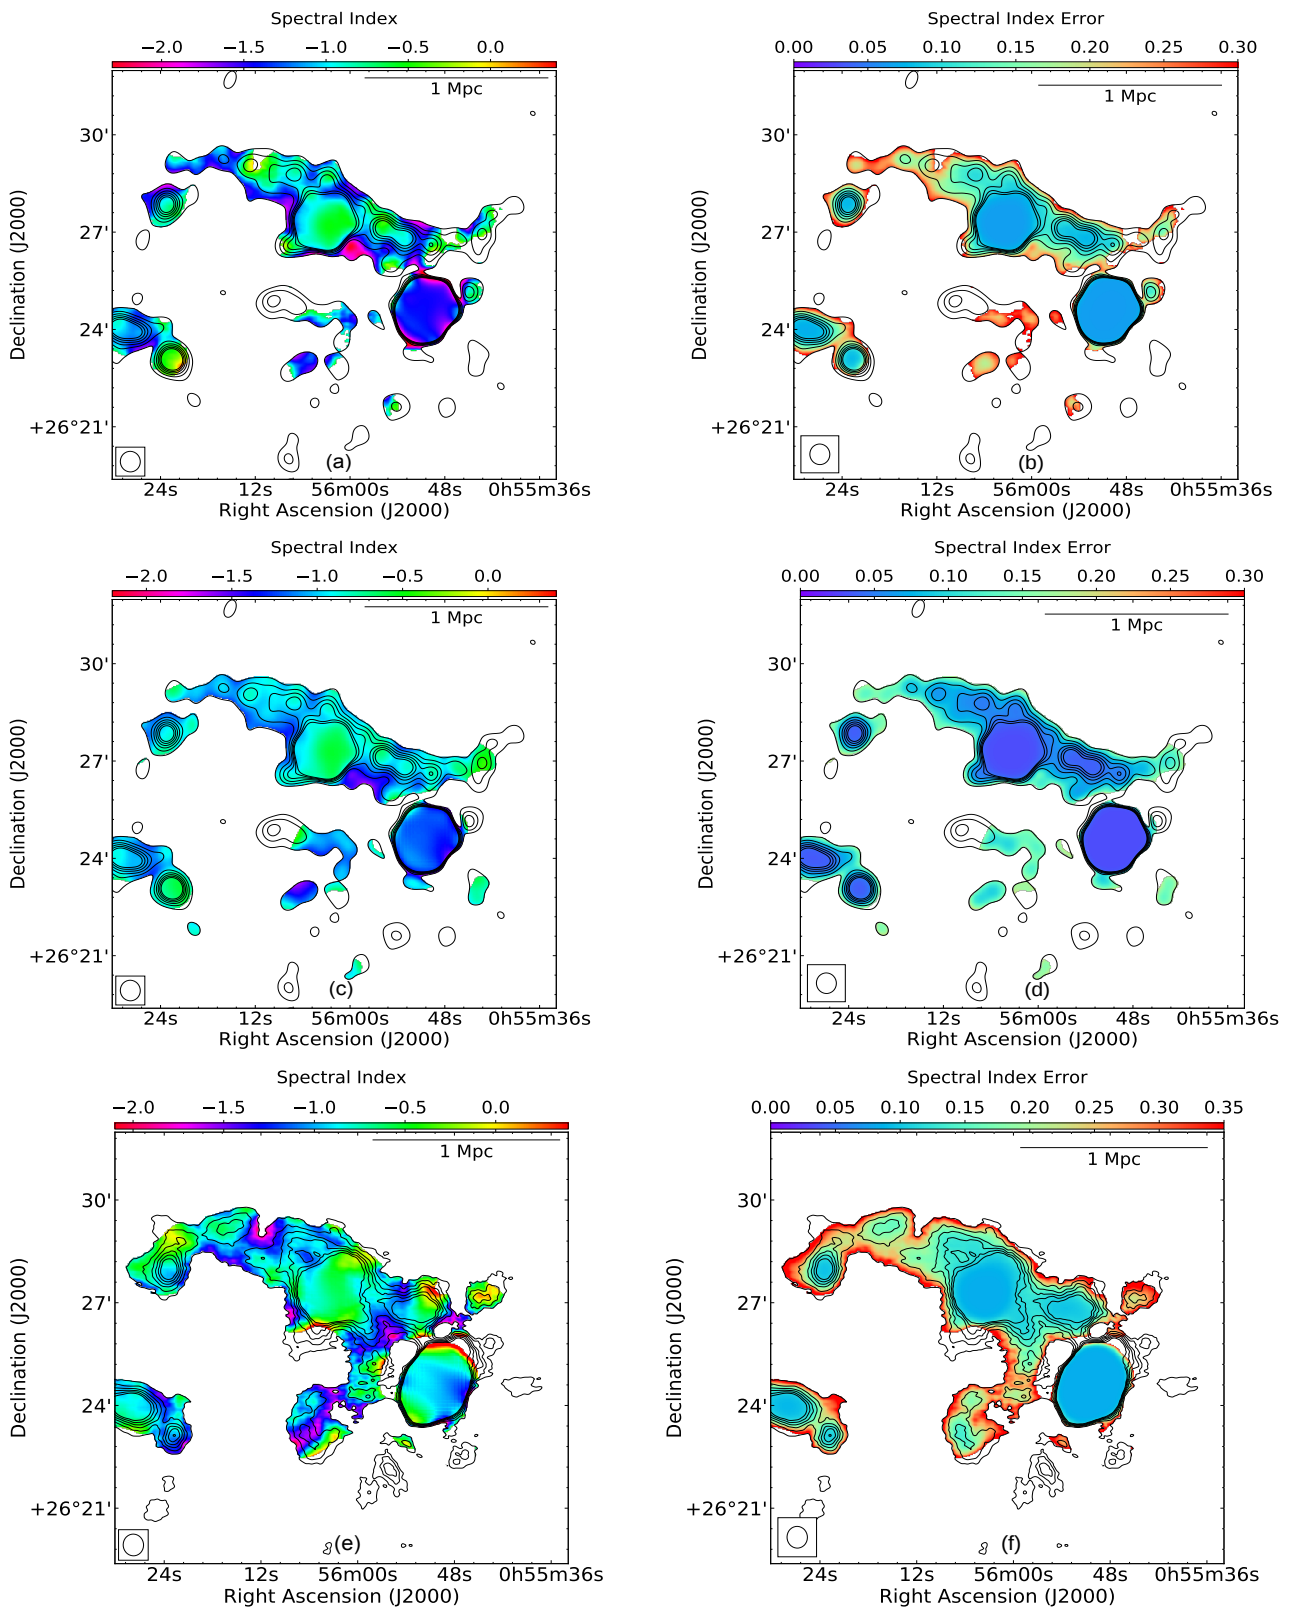 Spectral Index
−2.0 −1.5 −1.0 −0.5 0.0
1 Mpc
30'
27'
24'
+26°21'
Declination (J2000)
(a)
24s 12s 56m00s 48s 0h55m36s
Right Ascension (J2000)
Spectral Index Error
0.00 0.05 0.10 0.15 0.20 0.25 0.30
1 Mpc
30'
27'
24'
+26°21'
Declination (J2000)
(b)
24s 12s 56m00s 48s 0h55m36s
Right Ascension (J2000)
Spectral Index
−2.0 −1.5 −1.0 −0.5 0.0
1 Mpc
30'
27'
24'
+26°21'
Declination (J2000)
(c)
24s 12s 56m00s 48s 0h55m36s
Right Ascension (J2000)
Spectral Index Error
0.00 0.05 0.10 0.15 0.20 0.25 0.30
1 Mpc
30'
27'
24'
+26°21'
Declination (J2000)
(d)
24s 12s 56m00s 48s 0h55m36s
Right Ascension (J2000)
Spectral Index
−2.0 −1.5 −1.0 −0.5 0.0
1 Mpc
30'
27'
24'
+26°21'
Declination (J2000)
(e)
24s 12s 56m00s 48s 0h55m36s
Right Ascension (J2000)
Spectral Index Error
0.00 0.05 0.10 0.15 0.20 0.25 0.30 0.35
1 Mpc
30'
27'
24'
+26°21'
Declination (J2000)
(f)
24s 12s 56m00s 48s 0h55m36s
Right Ascension (J2000)